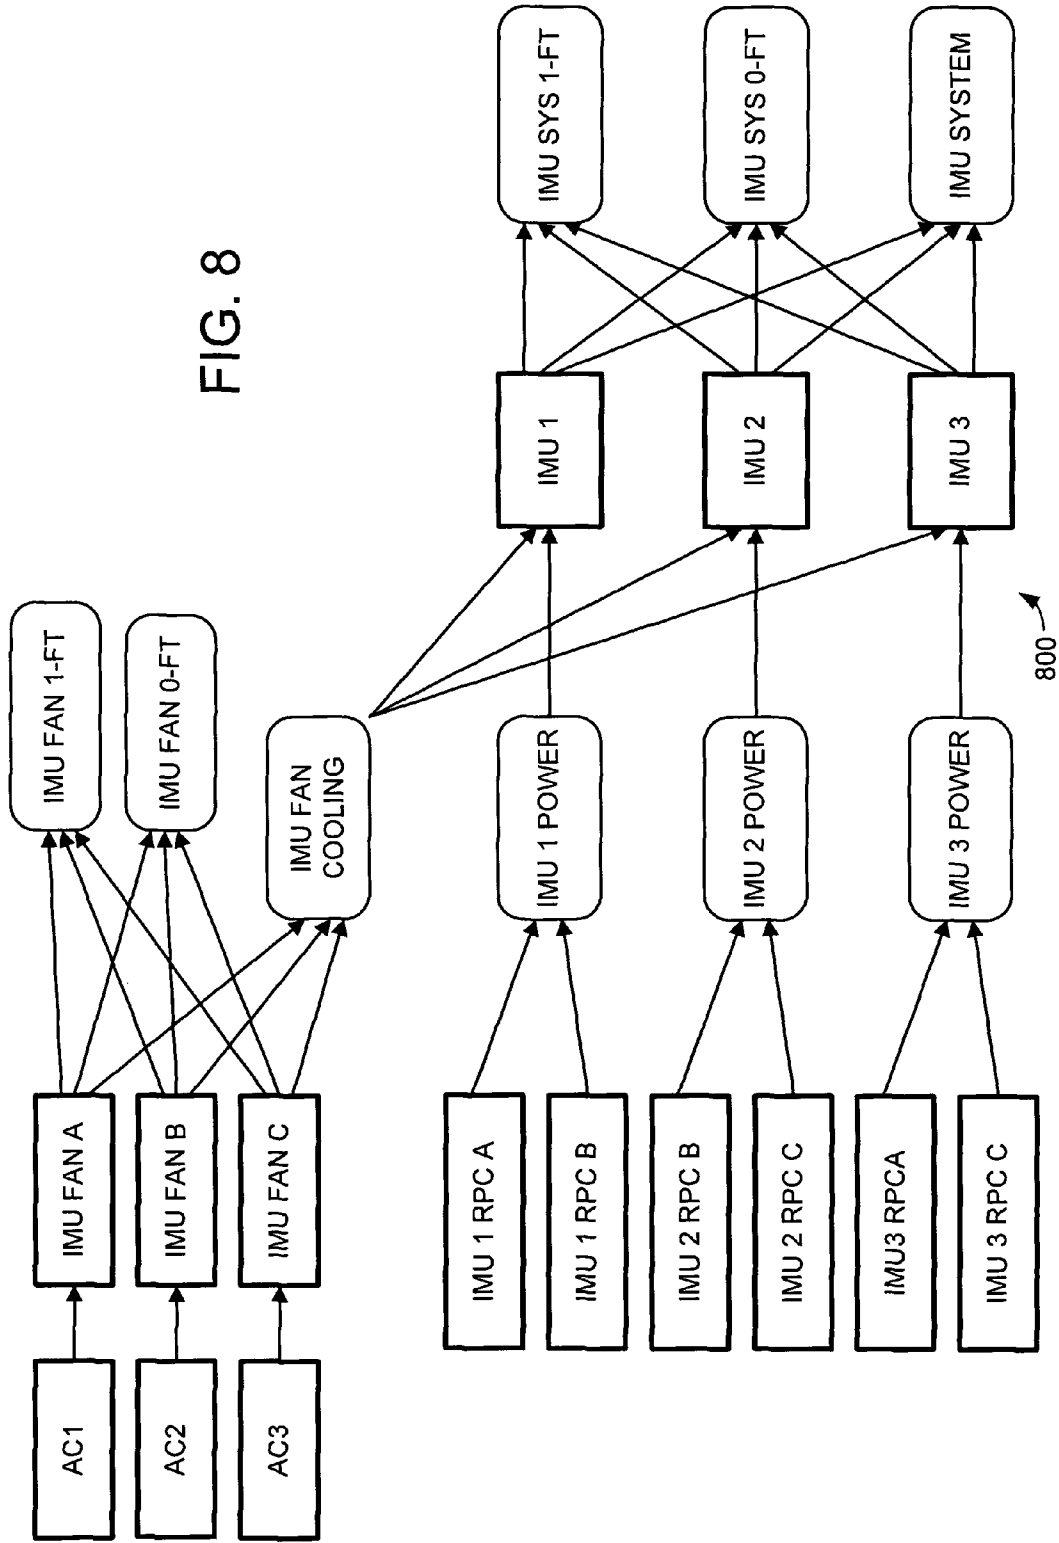 FIG. 8
AC1
IMU FAN A
IMU FAN 1-FT
AC2
IMU FAN B
IMU FAN 0-FT
AC3
IMU FAN C
IMU FAN
COOLING
IMU 1 RPC A
IMU 1 RPC B
IMU 1 POWER
IMU 1
IMU SYS 1-FT
IMU 2 RPC B
IMU 2 RPC C
IMU 2 POWER
IMU 2
IMU SYS 0-FT
IMU3 RPCA
IMU 3 RPC C
IMU 3 POWER
IMU 3
IMU SYSTEM
800